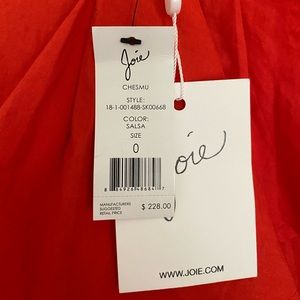 Joie
CHESMU
STYLE:
18-1-001488-SK00668
COLOR:
SALSA
SIZE
0
MANUFACTURERS
SUGGESTED
RETAIL PRICE
$ 228.00
Joie
WWW.JOIE.COM